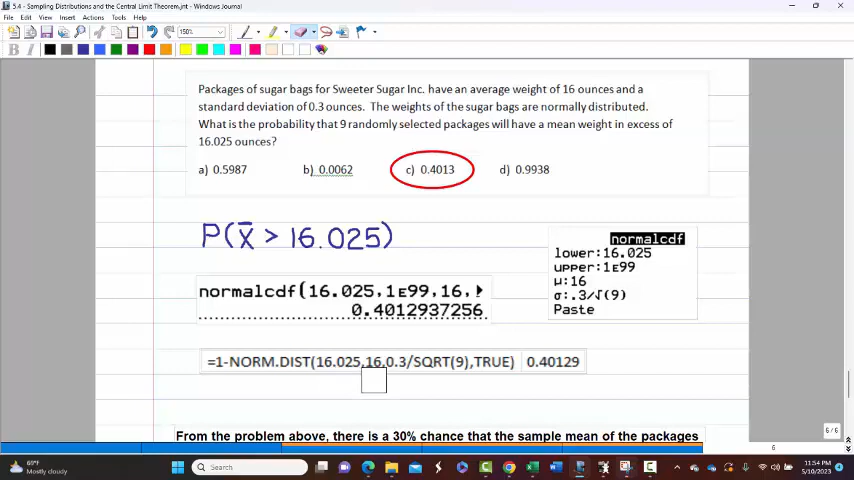 5.4 - Sampling Distributions and the Central Limit Theorem.jnt - Windows Journal
File Edit View Insert Actions Tools Help
150%
B I
Packages of sugar bags for Sweeter Sugar Inc. have an average weight of 16 ounces and a
standard deviation of 0.3 ounces. The weights of the sugar bags are normally distributed.
What is the probability that 9 randomly selected packages will have a mean weight in excess of
16.025 ounces?
a) 0.5987 b) 0.0062 c) 0.4013 d) 0.9938
P(x̄ > 16.025)
normalcdf
lower:16.025
upper:1E99
μ:16
σ:.3/√(9)
Paste
normalcdf(16.025,1E99,16,
0.4012937256
=1-NORM.DIST(16.025,16,0.3/SQRT(9),TRUE) 0.40129
From the problem above, there is a 30% chance that the sample mean of the packages
6/6
6
69°F
Mostly cloudy
Search
11:54 PM
5/10/2023